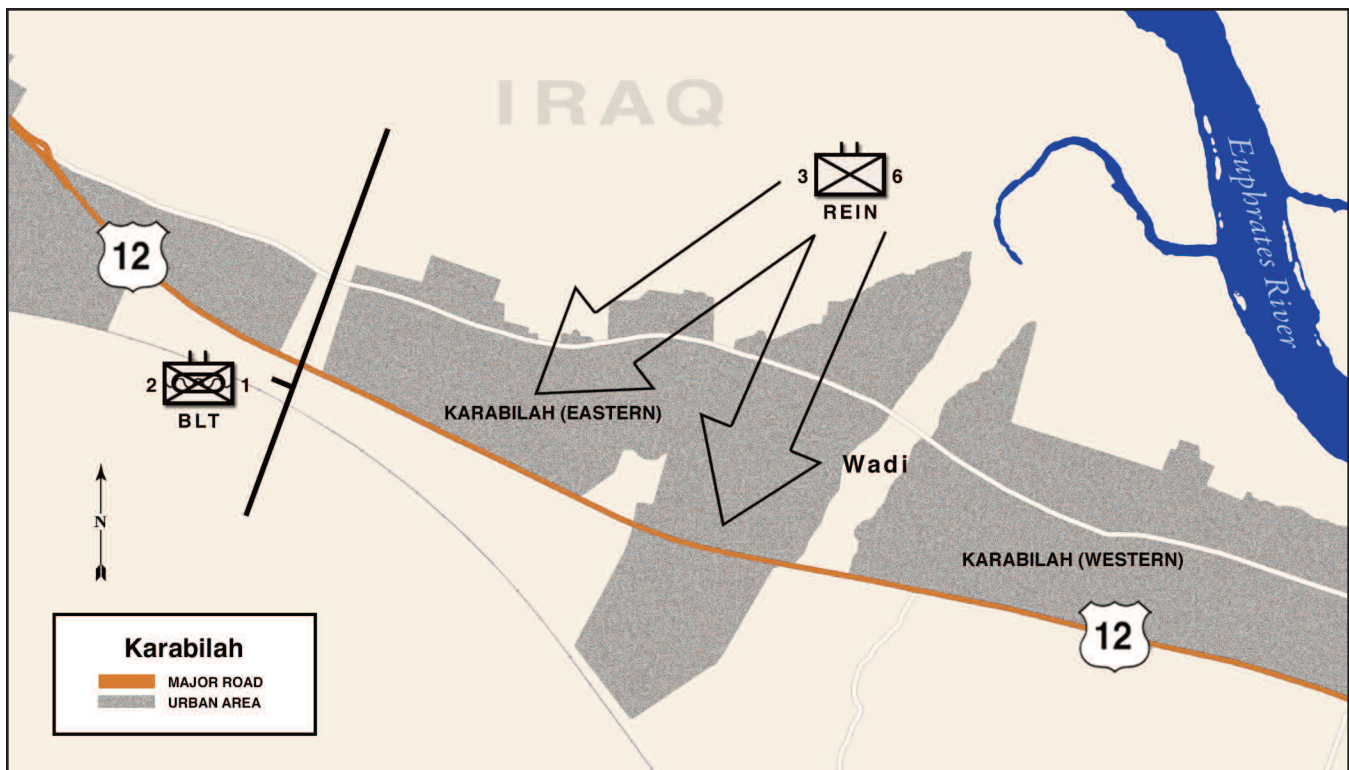 IRAQ
3 6
REIN
Euphrates River
12
2 1
BLT
KARABILAH (EASTERN)
Wadi
N
KARABILAH (WESTERN)
12
Karabilah
MAJOR ROAD
URBAN AREA